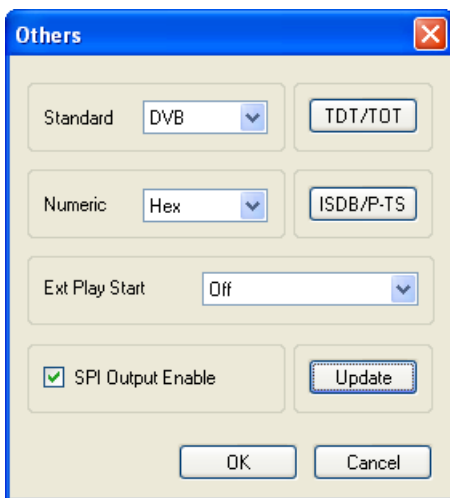 Others
Standard DVB TDT/TOT
Numeric Hex ISDB/P-TS
Ext Play Start Off
SPI Output Enable Update
OK Cancel